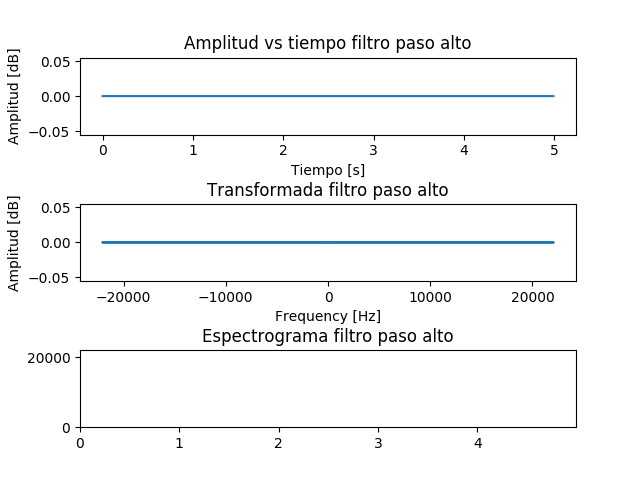 Amplitud vs tiempo filtro paso alto
Amplitud [dB]
0.05
0.00
−0.05
0 1 2 3 4 5
Tiempo [s]
Transformada filtro paso alto
Amplitud [dB]
0.05
0.00
−0.05
−20000 −10000 0 10000 20000
Frequency [Hz]
Espectrograma filtro paso alto
20000
0
0 1 2 3 4